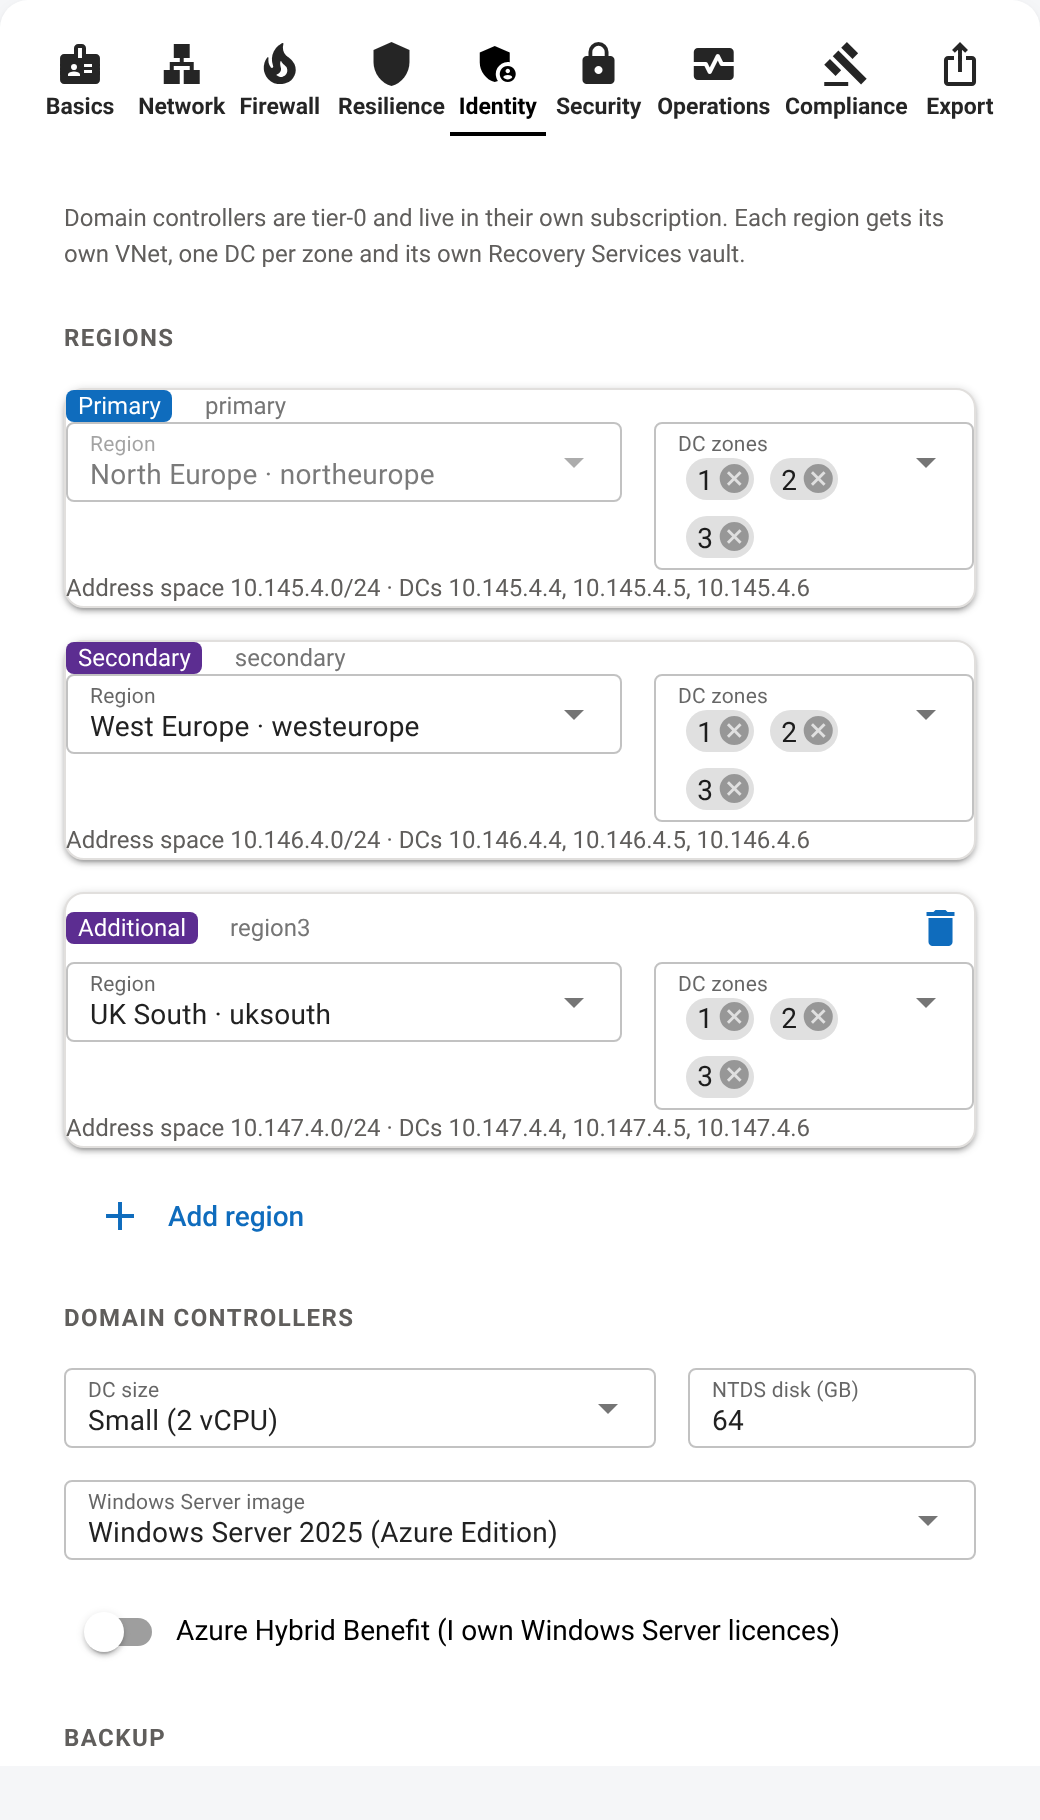 Basics
Network
Firewall
Resilience
Identity
Security
Operations
Compliance
Export
Domain controllers are tier-0 and live in their own subscription. Each region gets its
own VNet, one DC per zone and its own Recovery Services vault.
REGIONS
Primary primary
Region
North Europe · northeurope
DC zones
1 2
3
Address space 10.145.4.0/24 · DCs 10.145.4.4, 10.145.4.5, 10.145.4.6
Secondary secondary
Region
West Europe · westeurope
DC zones
1 2
3
Address space 10.146.4.0/24 · DCs 10.146.4.4, 10.146.4.5, 10.146.4.6
Additional region3
Region
UK South · uksouth
DC zones
1 2
3
Address space 10.147.4.0/24 · DCs 10.147.4.4, 10.147.4.5, 10.147.4.6
Add region
DOMAIN CONTROLLERS
DC size
Small (2 vCPU)
NTDS disk (GB)
64
Windows Server image
Windows Server 2025 (Azure Edition)
Azure Hybrid Benefit (I own Windows Server licences)
BACKUP